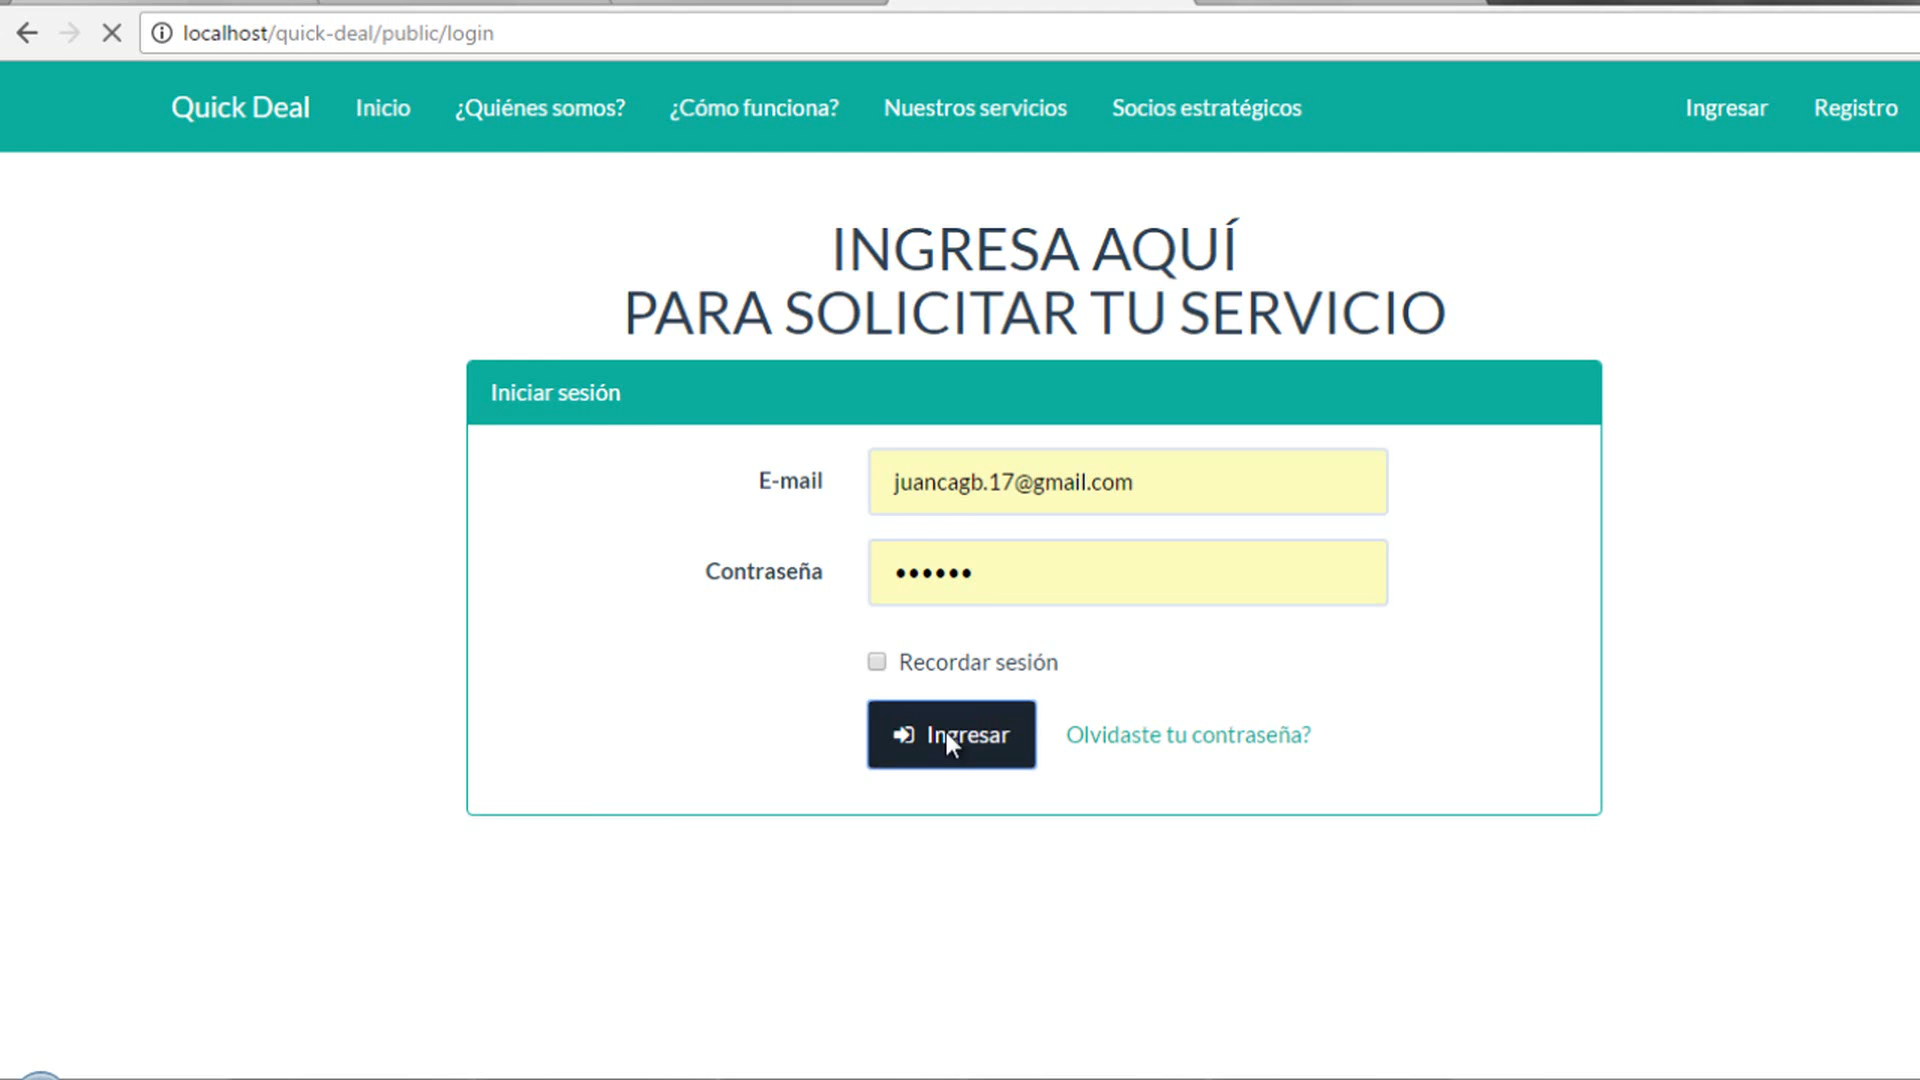 localhost/quick-deal/public/login
Quick Deal Inicio ¿Quiénes somos? ¿Cómo funciona? Nuestros servicios Socios estratégicos Ingresar Registro
INGRESA AQUÍ
PARA SOLICITAR TU SERVICIO
Iniciar sesión
E-mail juancagb.17@gmail.com
Contraseña ••••••
Recordar sesión
Ingresar Olvidaste tu contraseña?